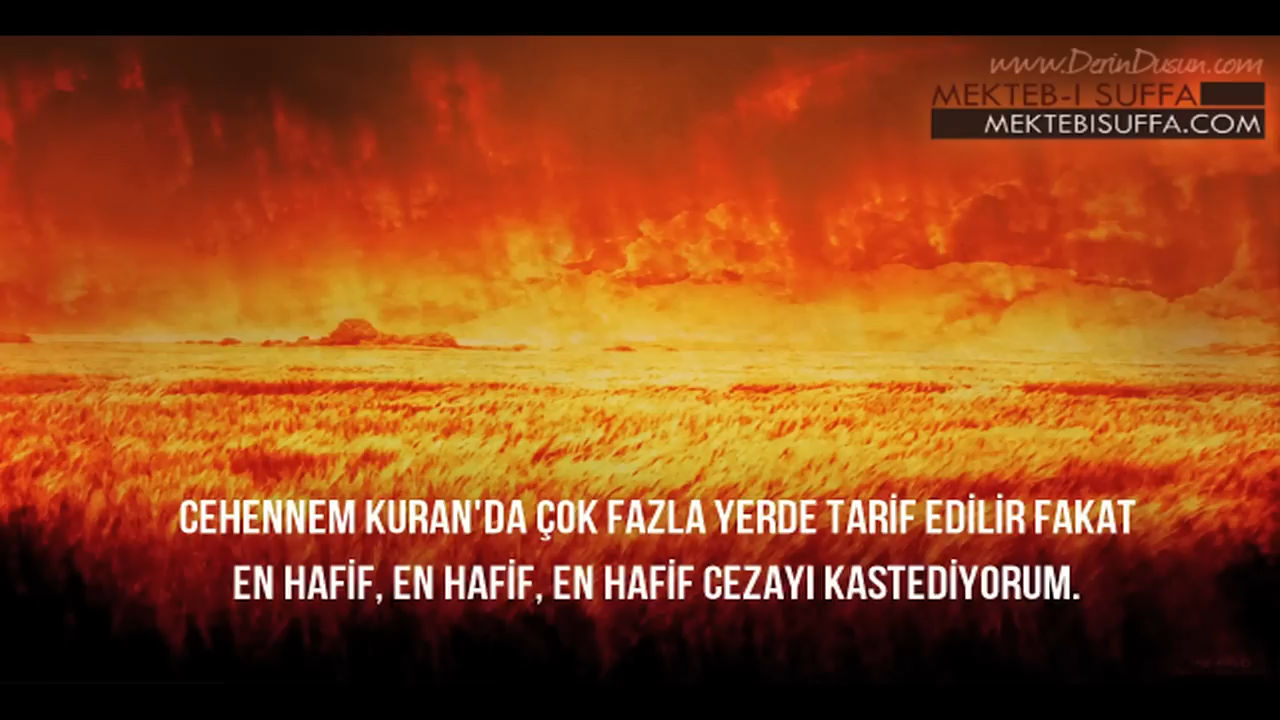 www.DerinDusun.com
MEKTEB-I SUFFA
MEKTEBISUFFA.COM
CEHENNEM KURAN'DA ÇOK FAZLA YERDE TARİF EDİLİR FAKAT
EN HAFİF, EN HAFİF, EN HAFİF CEZAYI KASTEDİYORUM.